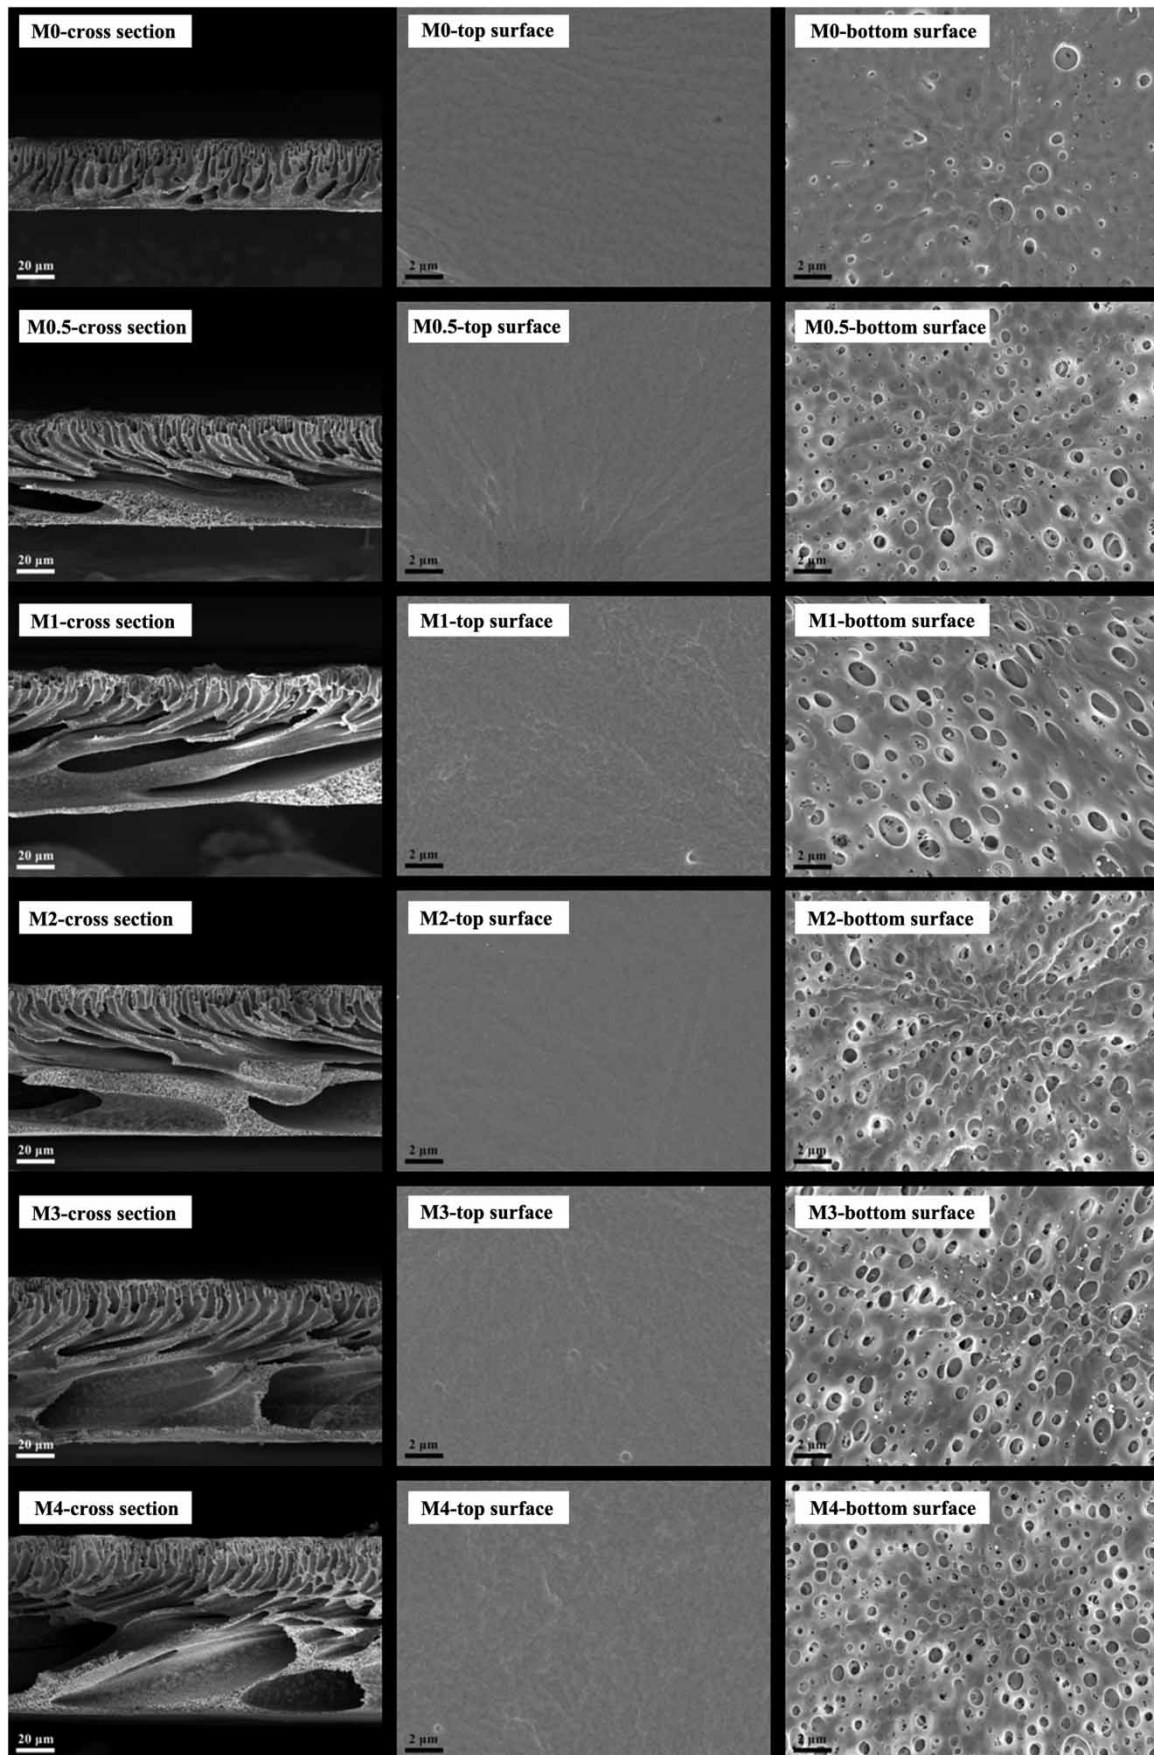 M0-cross section
M0-top surface
M0-bottom surface
20 µm
2 µm
2 µm
M0.5-cross section
M0.5-top surface
M0.5-bottom surface
20 µm
2 µm
2 µm
M1-cross section
M1-top surface
M1-bottom surface
20 µm
2 µm
2 µm
M2-cross section
M2-top surface
M2-bottom surface
20 µm
2 µm
2 µm
M3-cross section
M3-top surface
M3-bottom surface
20 µm
2 µm
2 µm
M4-cross section
M4-top surface
M4-bottom surface
20 µm
2 µm
2 µm